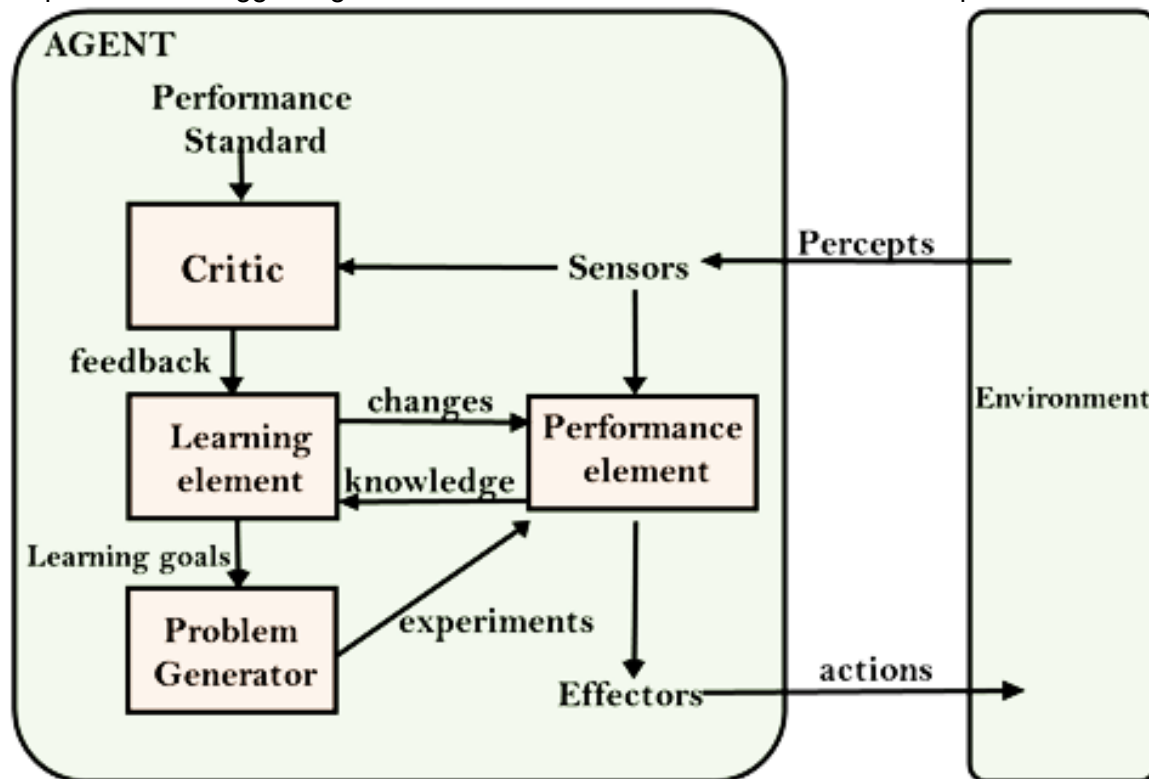 AGENT
Performance
Standard
Critic
Sensors
Percepts
feedback
changes
Learning
element
Performance
element
Environment
knowledge
Learning goals
experiments
Problem
Generator
Effectors
actions